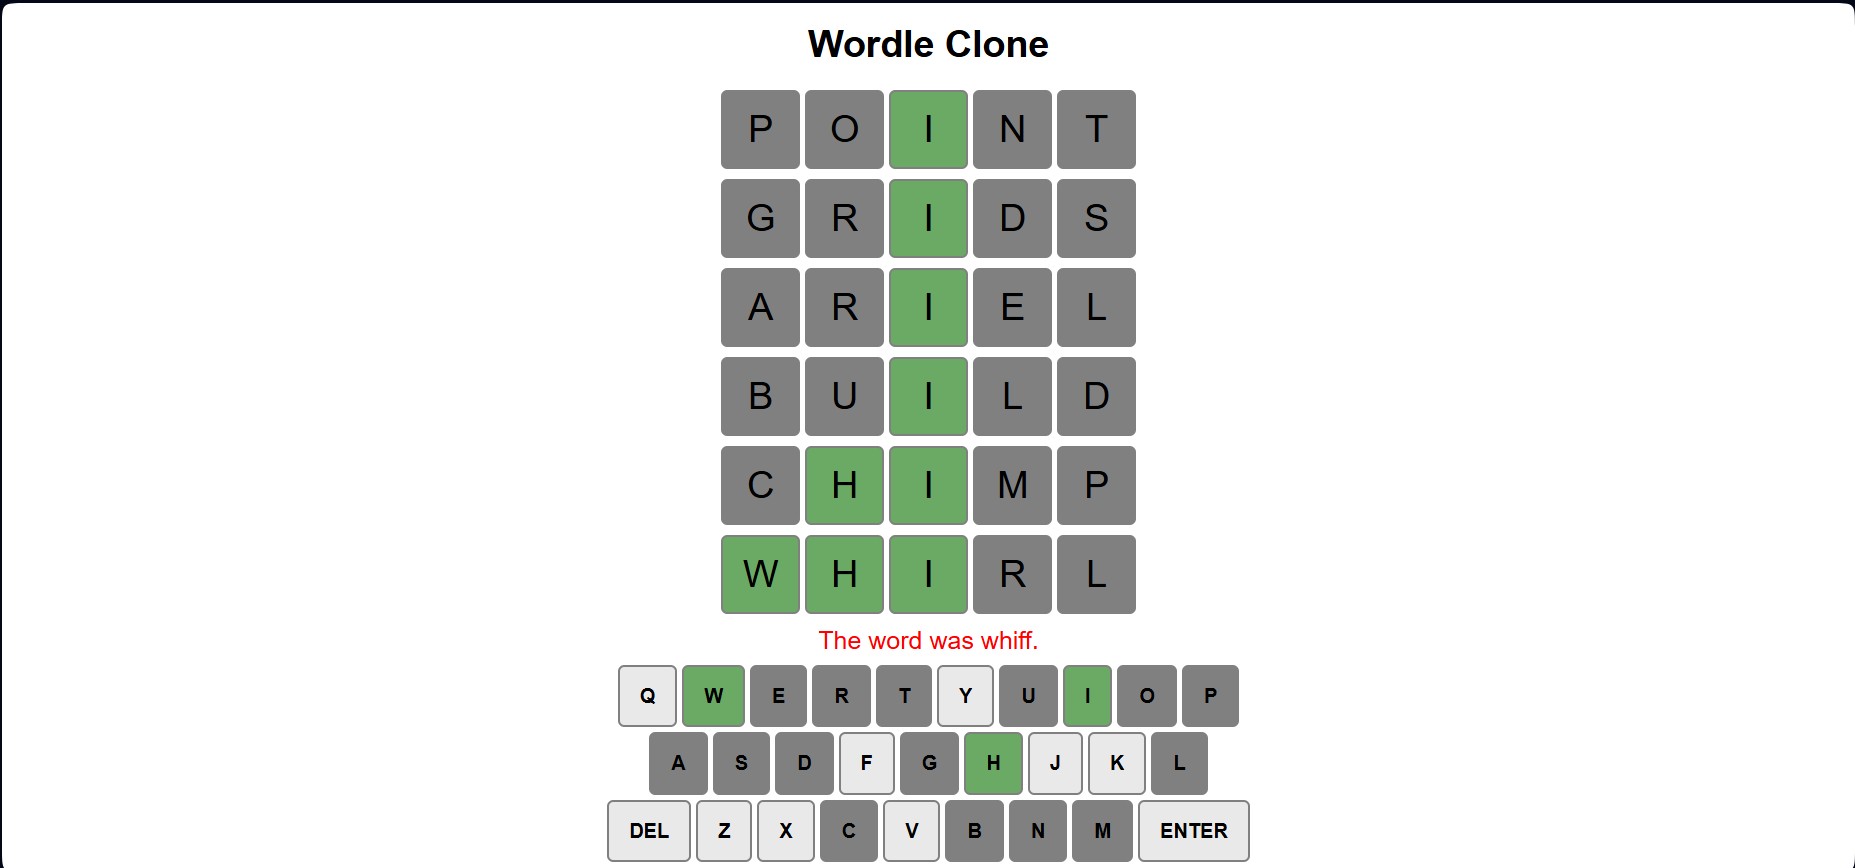 Wordle Clone
P O I N T
G R I D S
A R I E L
B U I L D
C H I M P
W H I R L
The word was whiff.
Q W E R T Y U I O P
A S D F G H J K L
DEL Z X C V B N M ENTER